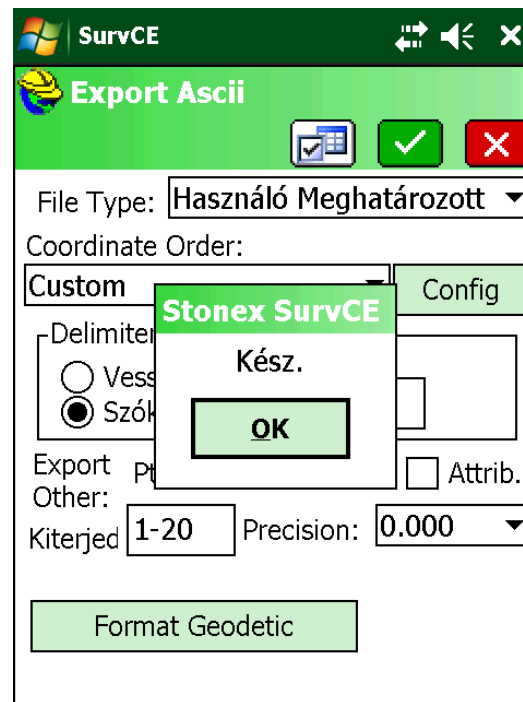 SurvCE
Export Ascii
File Type: Használó Meghatározott
Coordinate Order:
Custom Config
Stonex SurvCE
Delimiter
Kész.
OK
Export Attrib.
Other:
Kiterjed 1-20 Precision: 0.000
Format Geodetic